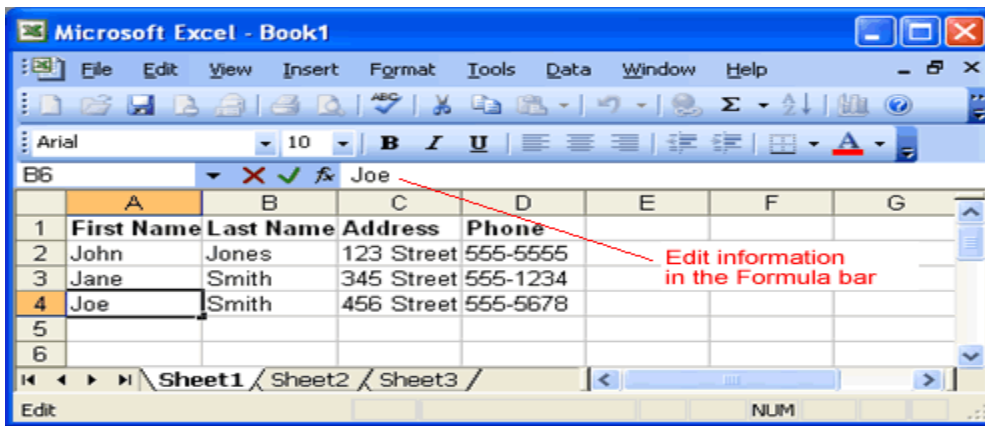 Microsoft Excel - Book1
File Edit View Insert Format Tools Data Window Help
ABC Σ
Arial 10 B I U A
B6 fx Joe
A B C D E F G
1 First Name Last Name Address Phone
2 John Jones 123 Street 555-5555
3 Jane Smith 345 Street 555-1234
4 Joe Smith 456 Street 555-5678
5
6
Edit information
in the Formula bar
Sheet1 Sheet2 Sheet3
Edit NUM